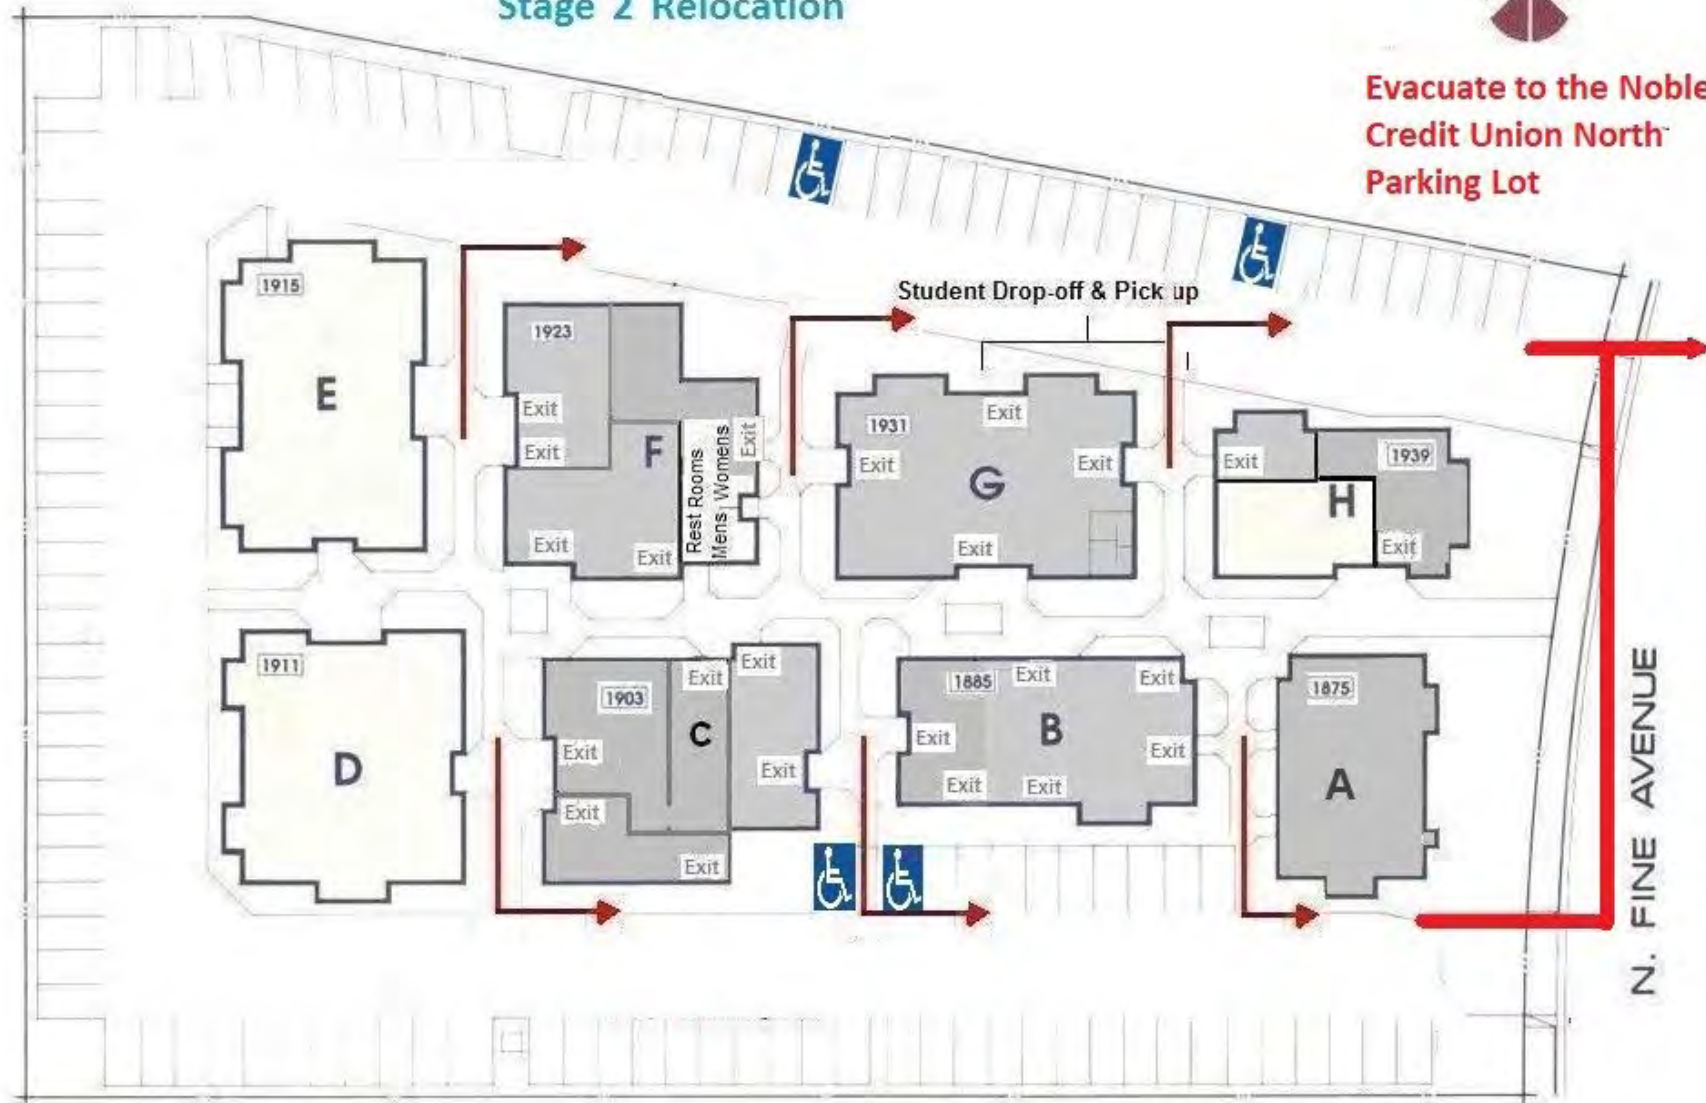 Stage 2 Relocation
Evacuate to the Noble
Credit Union North
Parking Lot
Student Drop-off & Pick up
1915
E
1923
Exit
Exit
F
Exit
Exit
Exit
Rest Rooms
Mens Womens
1931
Exit
Exit
Exit
G
Exit
1939
Exit
H
Exit
1911
D
1903
Exit
Exit
C
Exit
Exit
Exit
Exit
1885
Exit
Exit
Exit
B
Exit
Exit
Exit
1875
A
N. FINE AVENUE